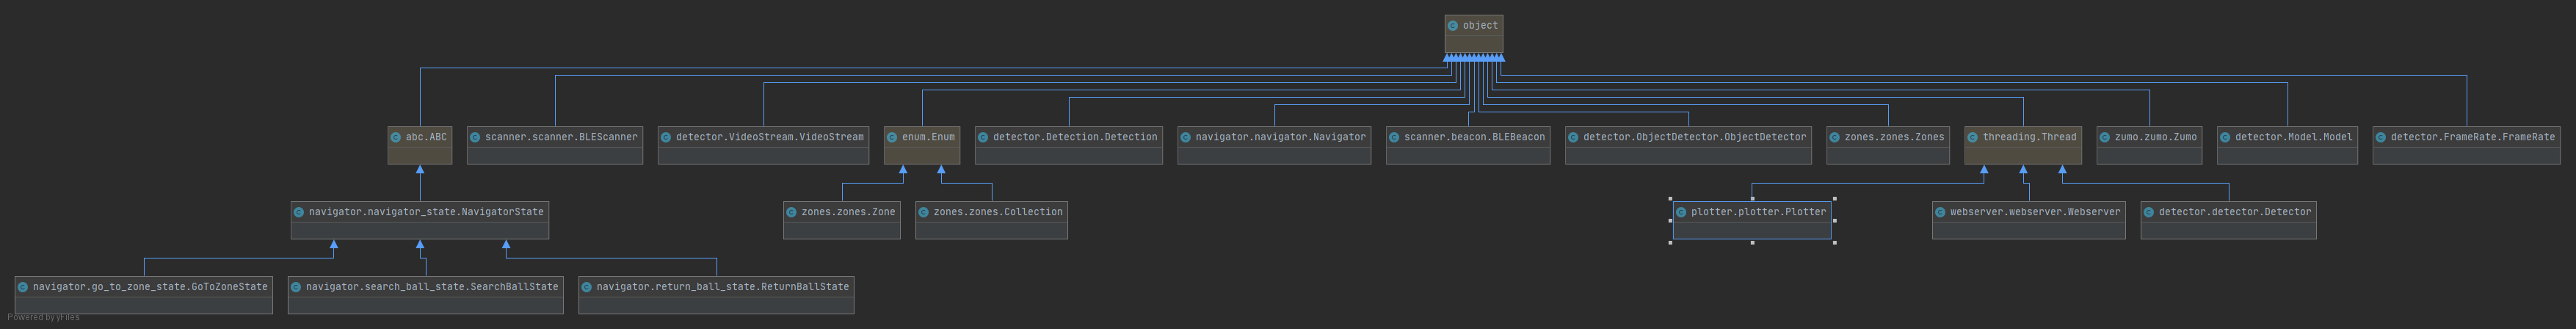 object
abc.ABC
scanner.scanner.BLEScanner
detector.VideoStream.VideoStream
enum.Enum
detector.Detection.Detection
navigator.navigator.Navigator
scanner.beacon.BLEBeacon
detector.ObjectDetector.ObjectDetector
zones.zones.Zones
threading.Thread
zumo.zumo.Zumo
detector.Model.Model
detector.FrameRate.FrameRate
navigator.navigator_state.NavigatorState
zones.zones.Zone
zones.zones.Collection
plotter.plotter.Plotter
webserver.webserver.Webserver
detector.detector.Detector
navigator.go_to_zone_state.GoToZoneState
navigator.search_ball_state.SearchBallState
navigator.return_ball_state.ReturnBallState
Powered by yFiles